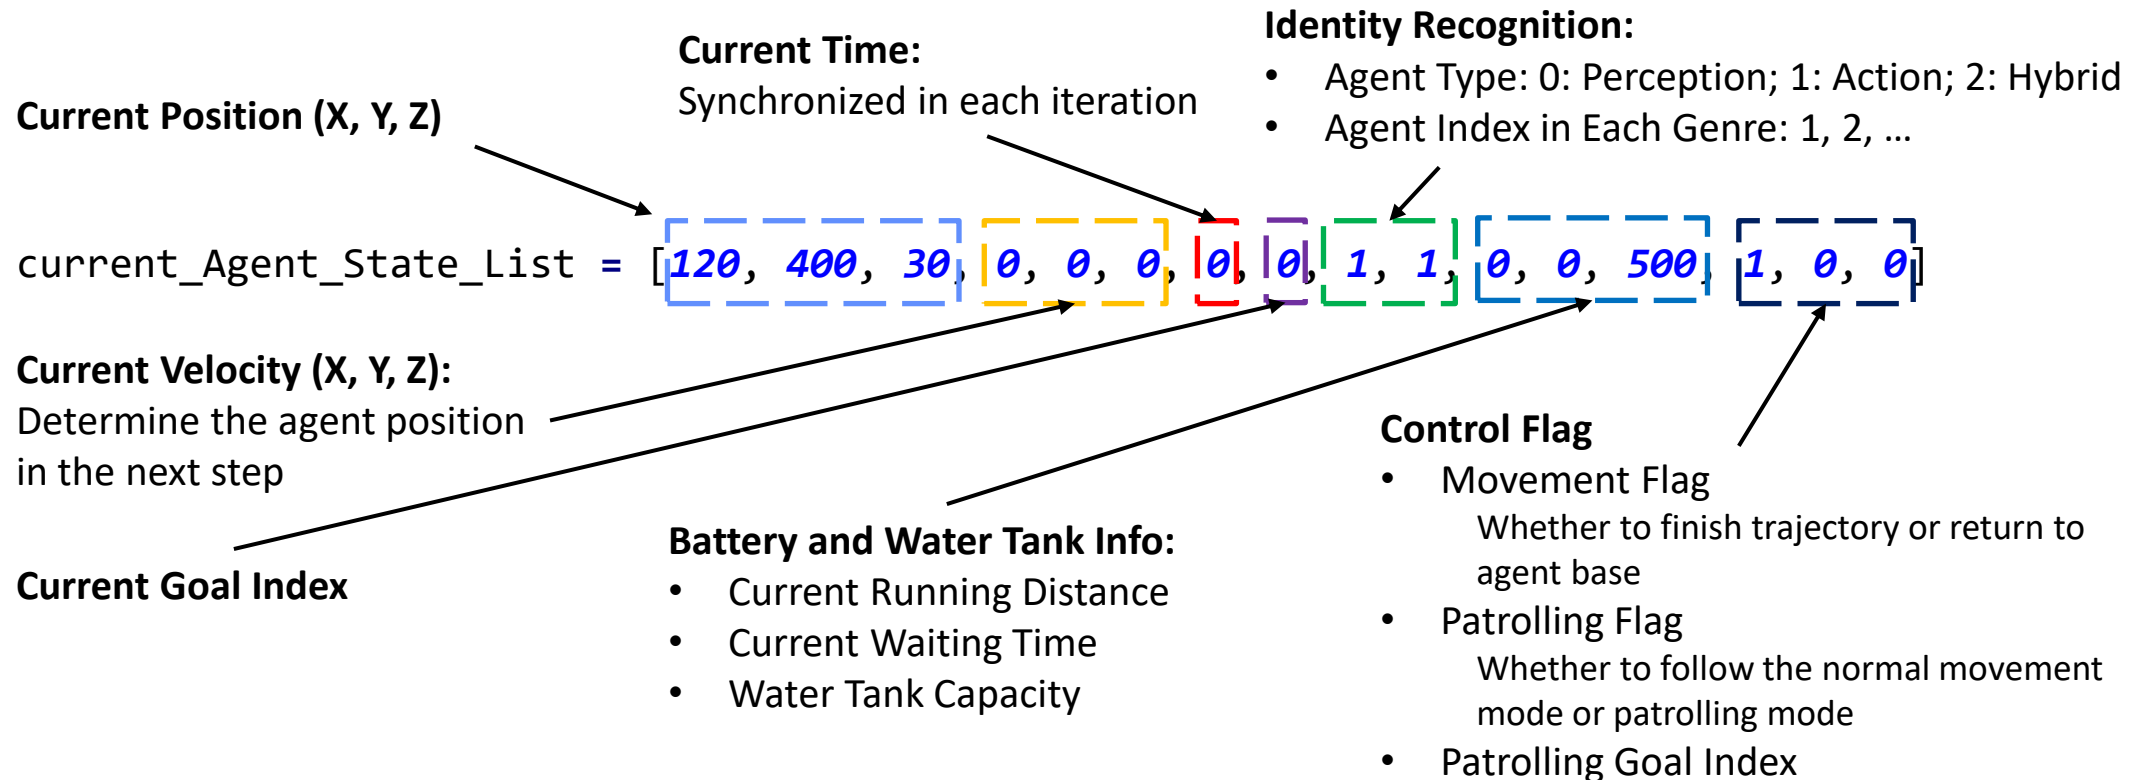 Current Position (X, Y, Z)
Current Time:
Synchronized in each iteration
Identity Recognition:
• Agent Type: 0: Perception; 1: Action; 2: Hybrid
• Agent Index in Each Genre: 1, 2, …
current_Agent_State_List = [120, 400, 30, 0, 0, 0, 0, 0, 1, 1, 0, 0, 500, 1, 0, 0]
Current Velocity (X, Y, Z):
Determine the agent position
in the next step
Current Goal Index
Battery and Water Tank Info:
• Current Running Distance
• Current Waiting Time
• Water Tank Capacity
Control Flag
• Movement Flag
Whether to finish trajectory or return to
agent base
• Patrolling Flag
Whether to follow the normal movement
mode or patrolling mode
• Patrolling Goal Index